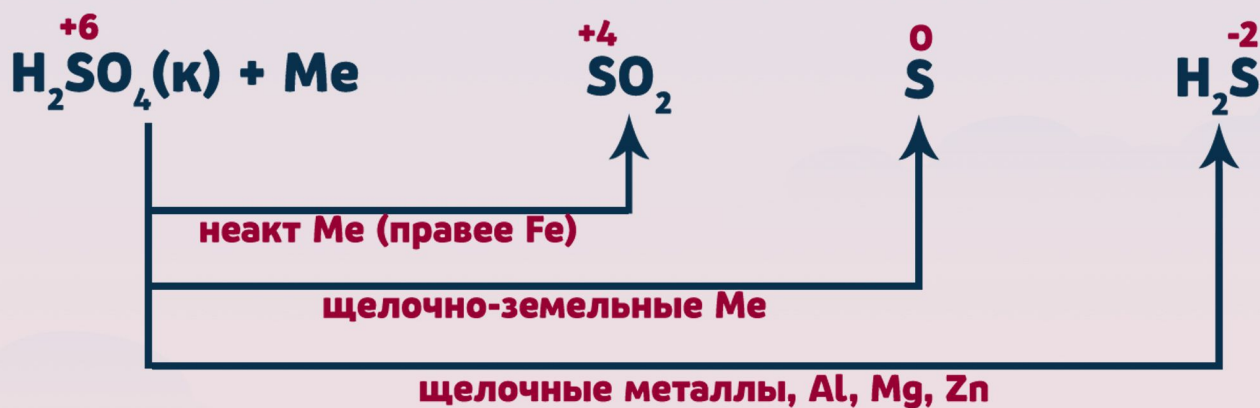 +6 +4 0 -2
H₂SO₄(к) + Me SO₂ S H₂S
неакт Me (правее Fe)
щелочно-земельные Me
щелочные металлы, Al, Mg, Zn